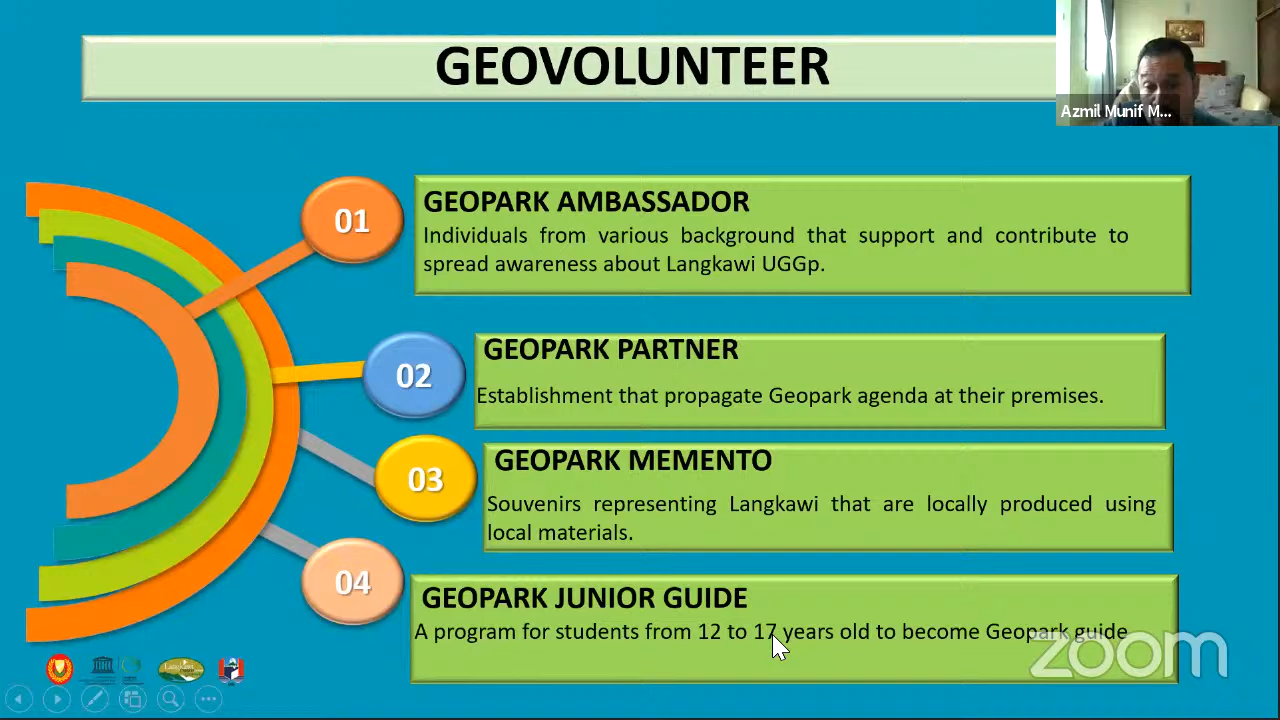 GEOVOLUNTEER
Azmil Munif M...
01
GEOPARK AMBASSADOR
Individuals from various background that support and contribute to
spread awareness about Langkawi UGGp.
02
GEOPARK PARTNER
Establishment that propagate Geopark agenda at their premises.
03
GEOPARK MEMENTO
Souvenirs representing Langkawi that are locally produced using
local materials.
04
GEOPARK JUNIOR GUIDE
A program for students from 12 to 17 years old to become Geopark guide
zoom